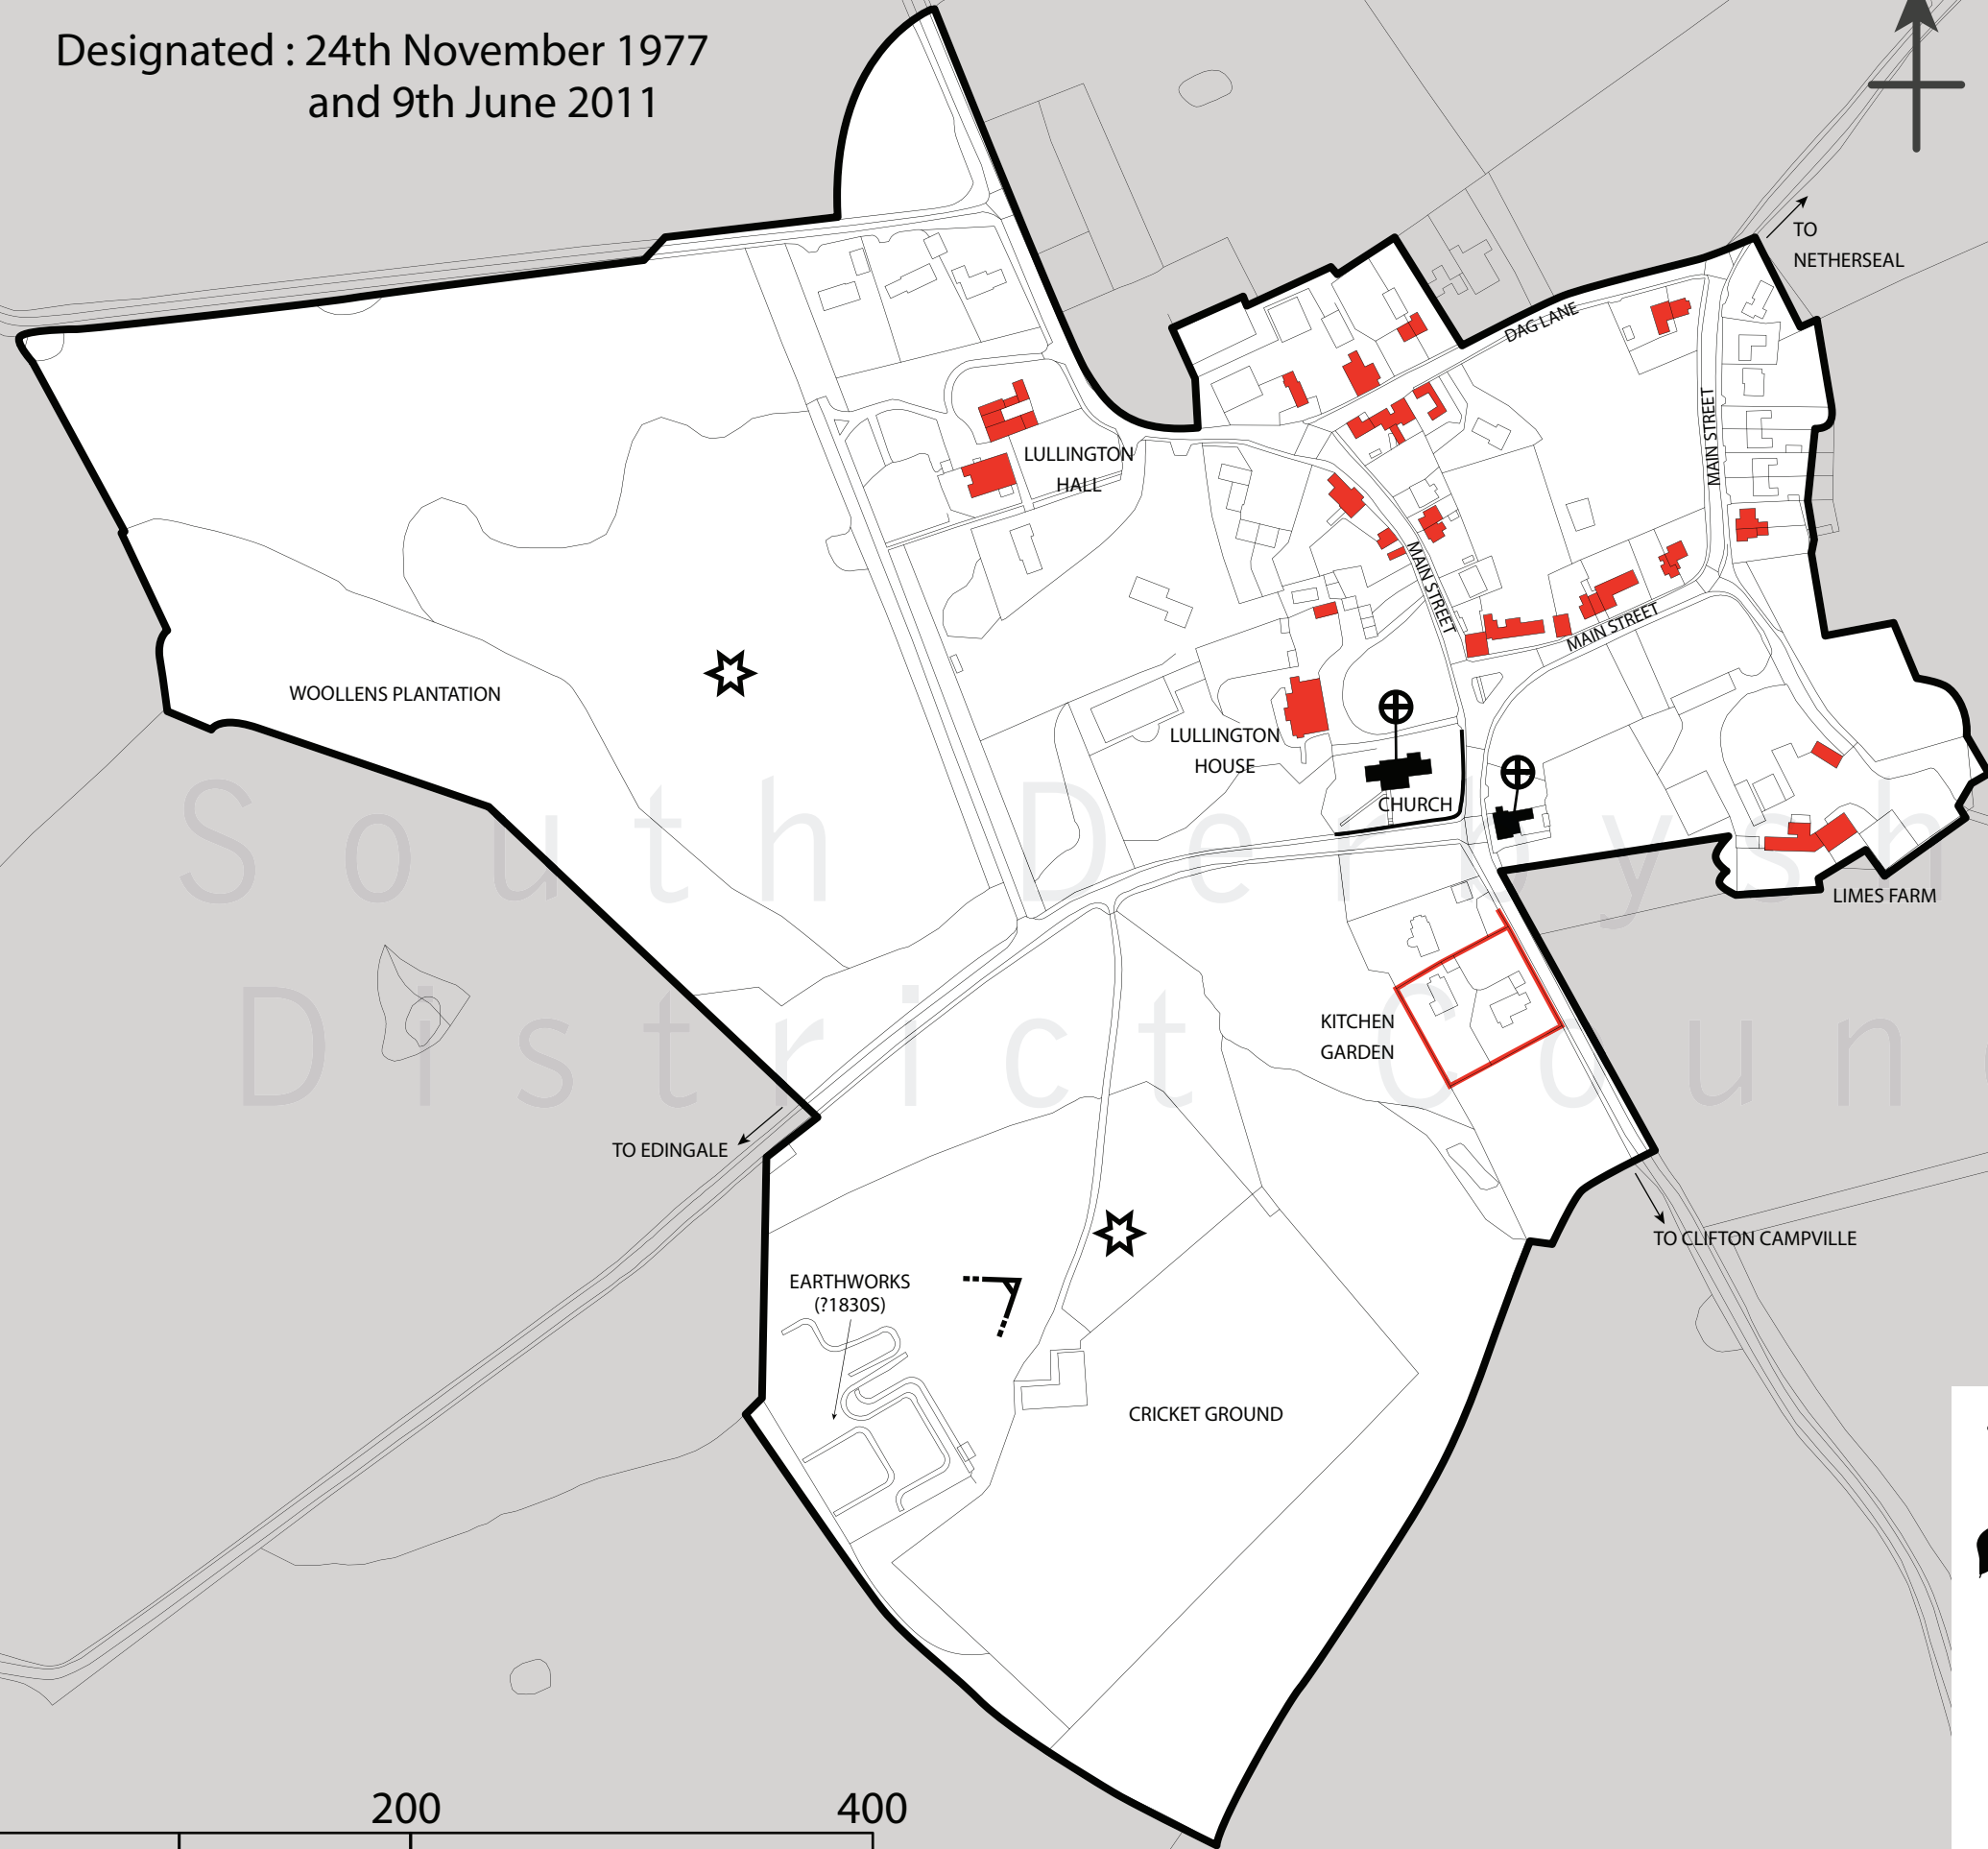 Designated : 24th November 1977
and 9th June 2011
TO
NETHERSEAL
DAG LANE
MAIN STREET
LULLINGTON
HALL
MAIN STREET
MAIN STREET
WOOLLENS PLANTATION
LULLINGTON
HOUSE
CHURCH
South Derbysh
LIMES FARM
District Coun
KITCHEN
GARDEN
TO EDINGALE
TO CLIFTON CAMPVILLE
EARTHWORKS
(?1830S)
CRICKET GROUND
200 400